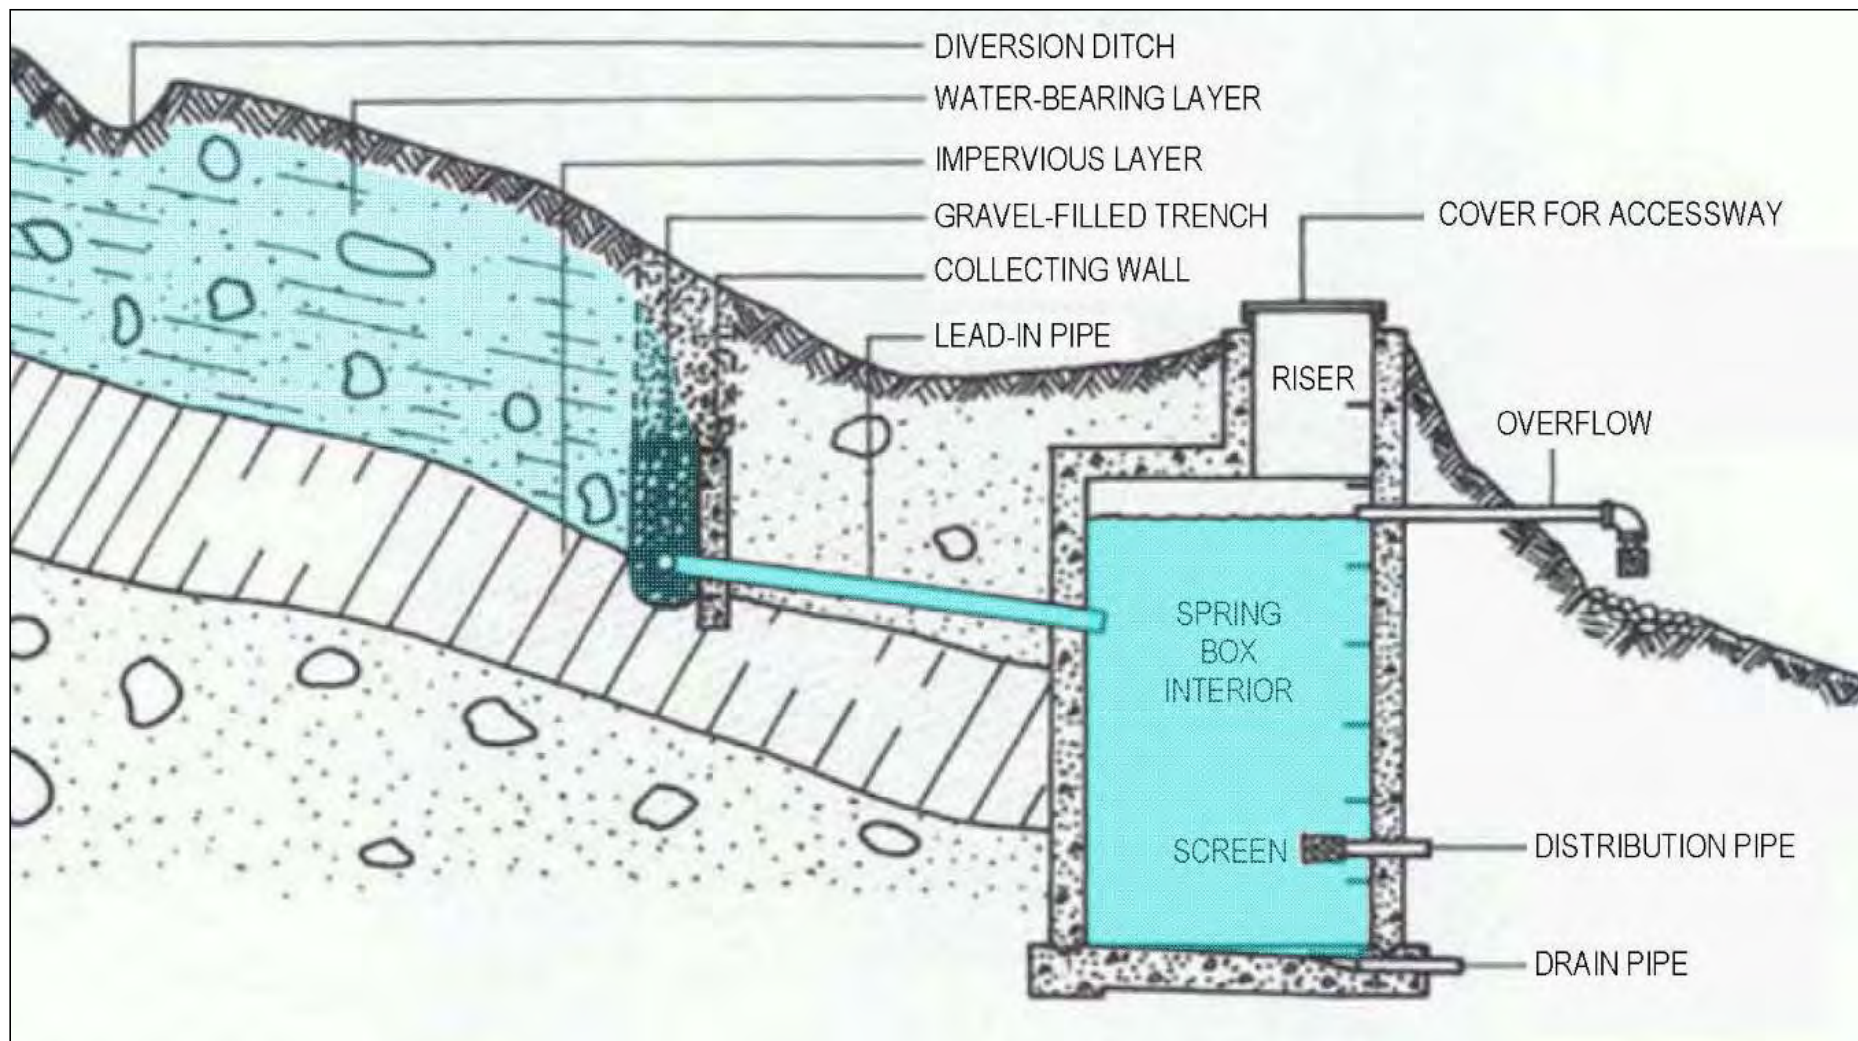 DIVERSION DITCH
WATER-BEARING LAYER
IMPERVIOUS LAYER
GRAVEL-FILLED TRENCH
COVER FOR ACCESSWAY
COLLECTING WALL
LEAD-IN PIPE
RISER
OVERFLOW
SPRING
BOX
INTERIOR
SCREEN
DISTRIBUTION PIPE
DRAIN PIPE